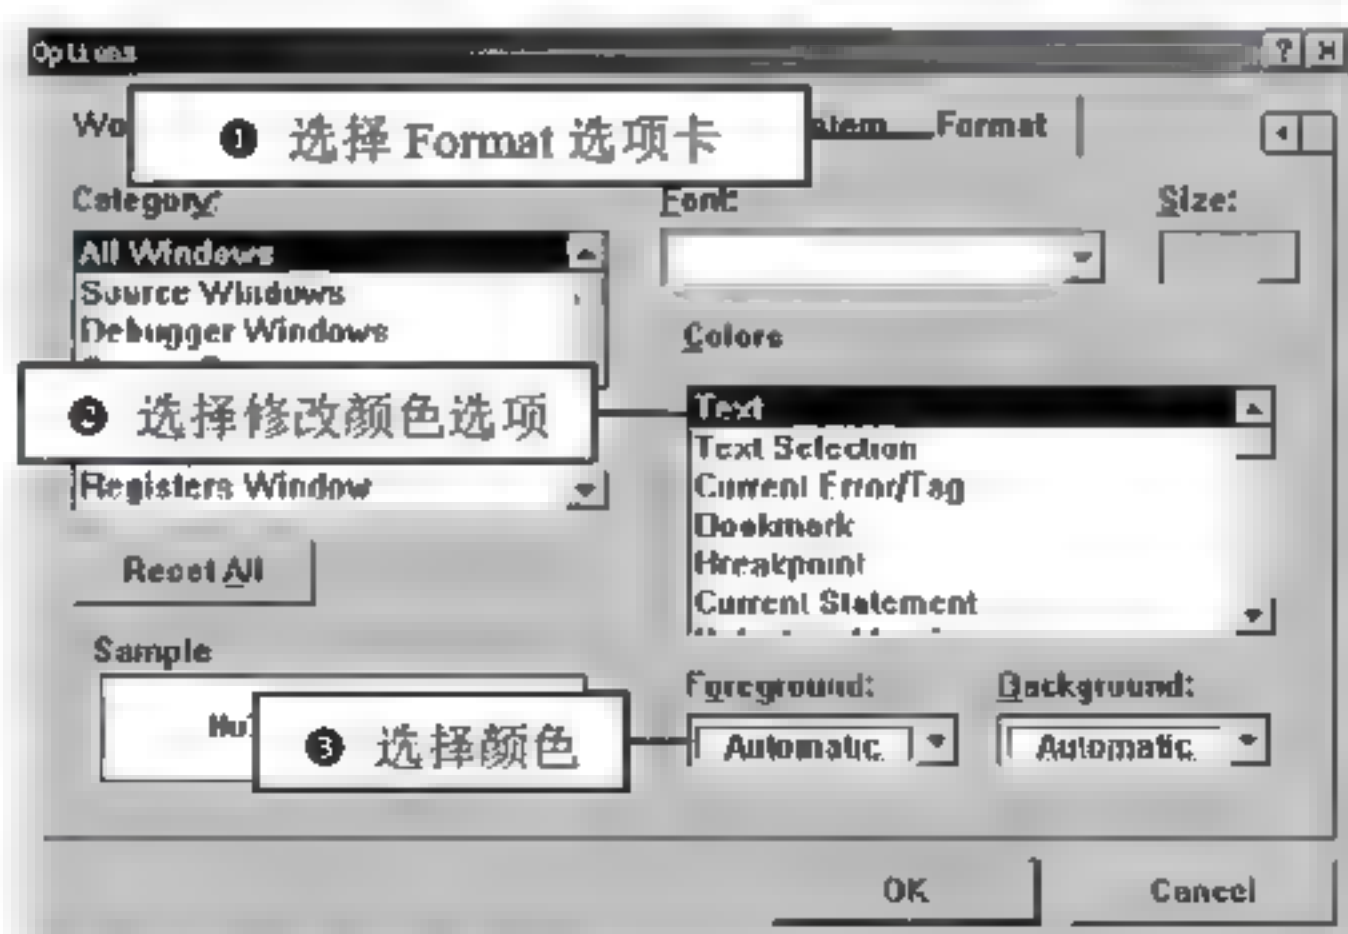 Options
❶ 选择 Format 选项卡
Format
Category:
Font:
Size:
All Windows
Source Windows
Debugger Windows
Colors
❷ 选择修改颜色选项
Text
Text Selection
Registers Window
Current Error/Tag
Bookmark
Breakpoint
Reset All
Current Statement
Sample
Foreground:
Background:
❸ 选择颜色
Automatic
Automatic
OK
Cancel